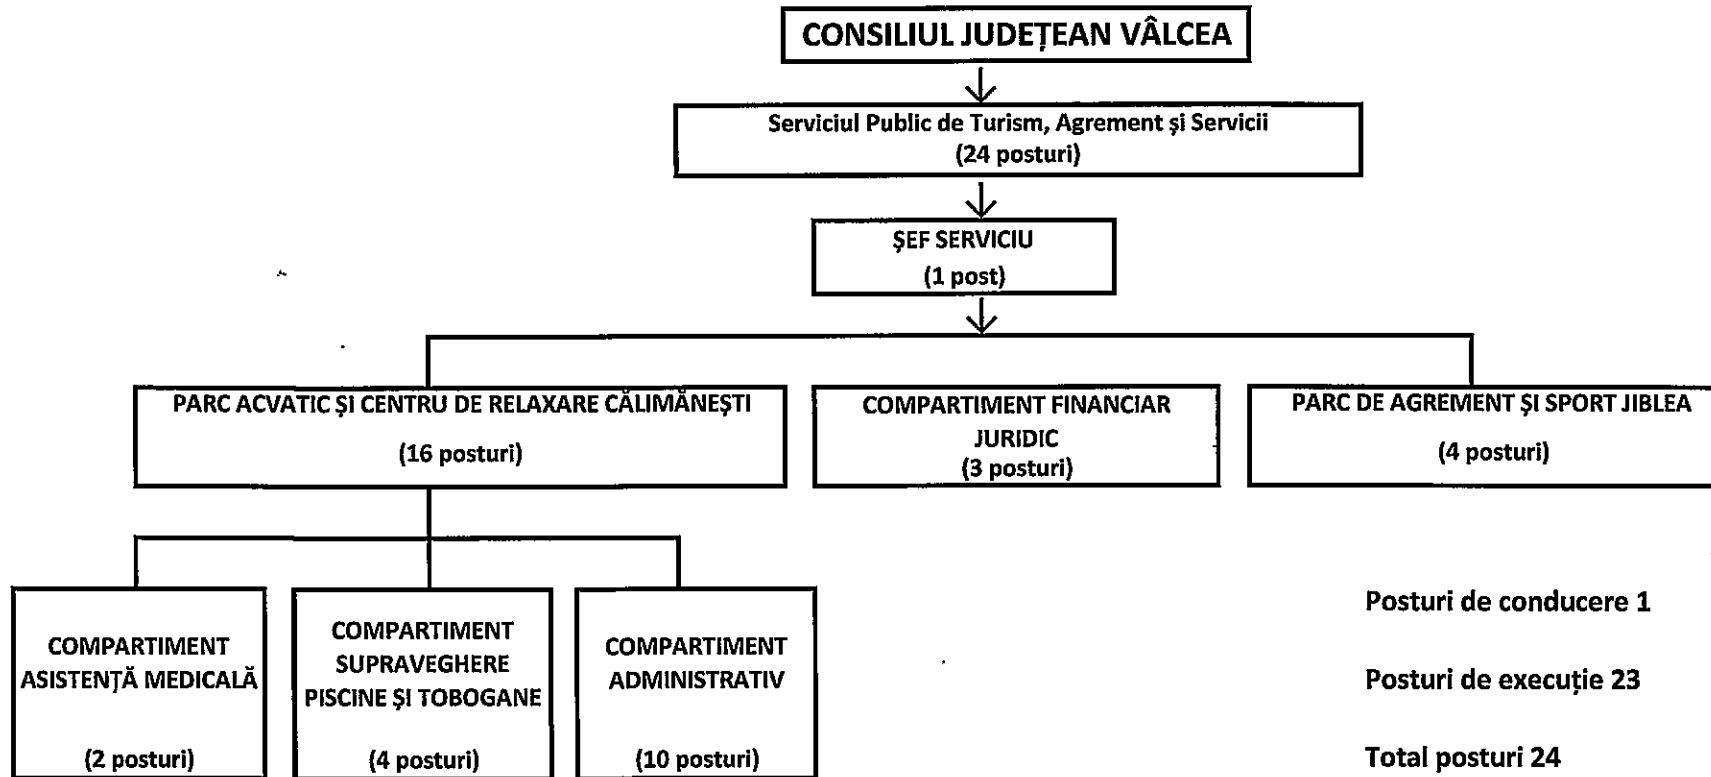 CONSILIUL JUDEȚEAN VÂLCEA
Serviciul Public de Turism, Agrement și Servicii
(24 posturi)
ȘEF SERVICIU
(1 post)
PARC ACVATIC ȘI CENTRU DE RELAXARE CĂLIMĂNEȘTI
(16 posturi)
COMPARTIMENT FINANCIAR
JURIDIC
(3 posturi)
PARC DE AGREMENT ȘI SPORT JIBLEA
(4 posturi)
COMPARTIMENT
ASISTENȚĂ MEDICALĂ
(2 posturi)
COMPARTIMENT
SUPRAVEGHERE
PISCINE ȘI TOBOGANE
(4 posturi)
COMPARTIMENT
ADMINISTRATIV
(10 posturi)
Posturi de conducere 1
Posturi de execuție 23
Total posturi 24